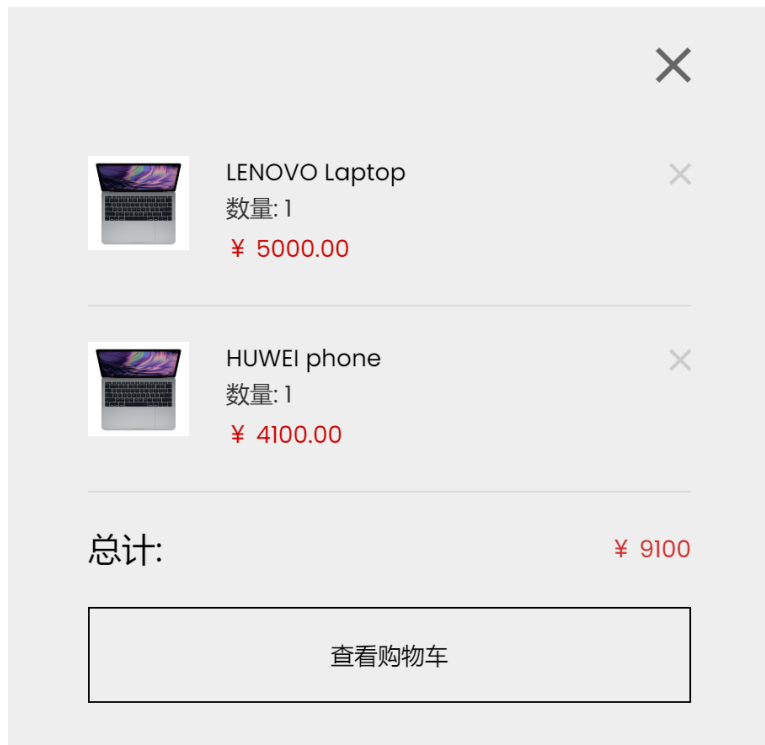 LENOVO Laptop
数量: 1
￥ 5000.00
HUWEI phone
数量: 1
￥ 4100.00
总计:
￥ 9100
查看购物车